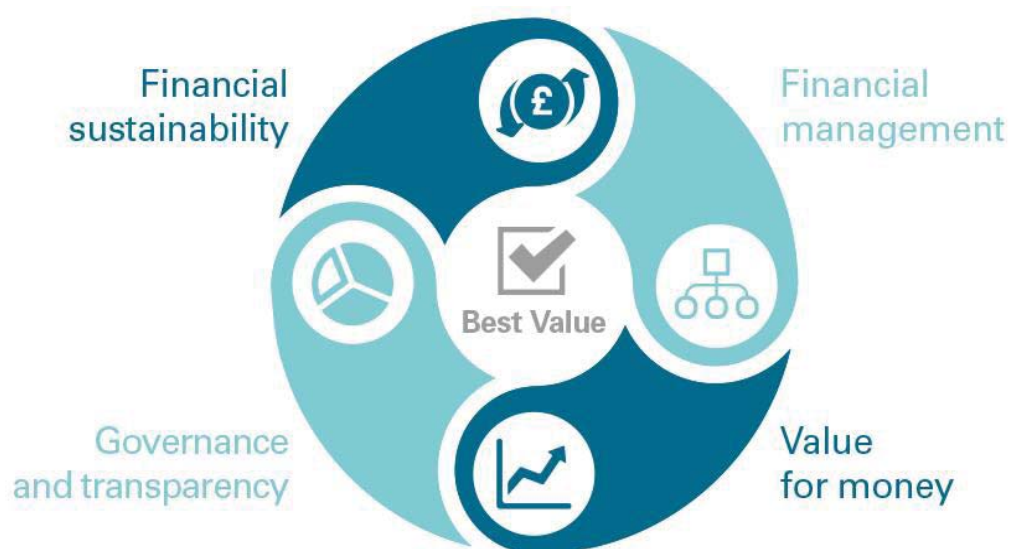 Financial
sustainability
Financial
management
£
Best Value
Governance
and transparency
Value
for money